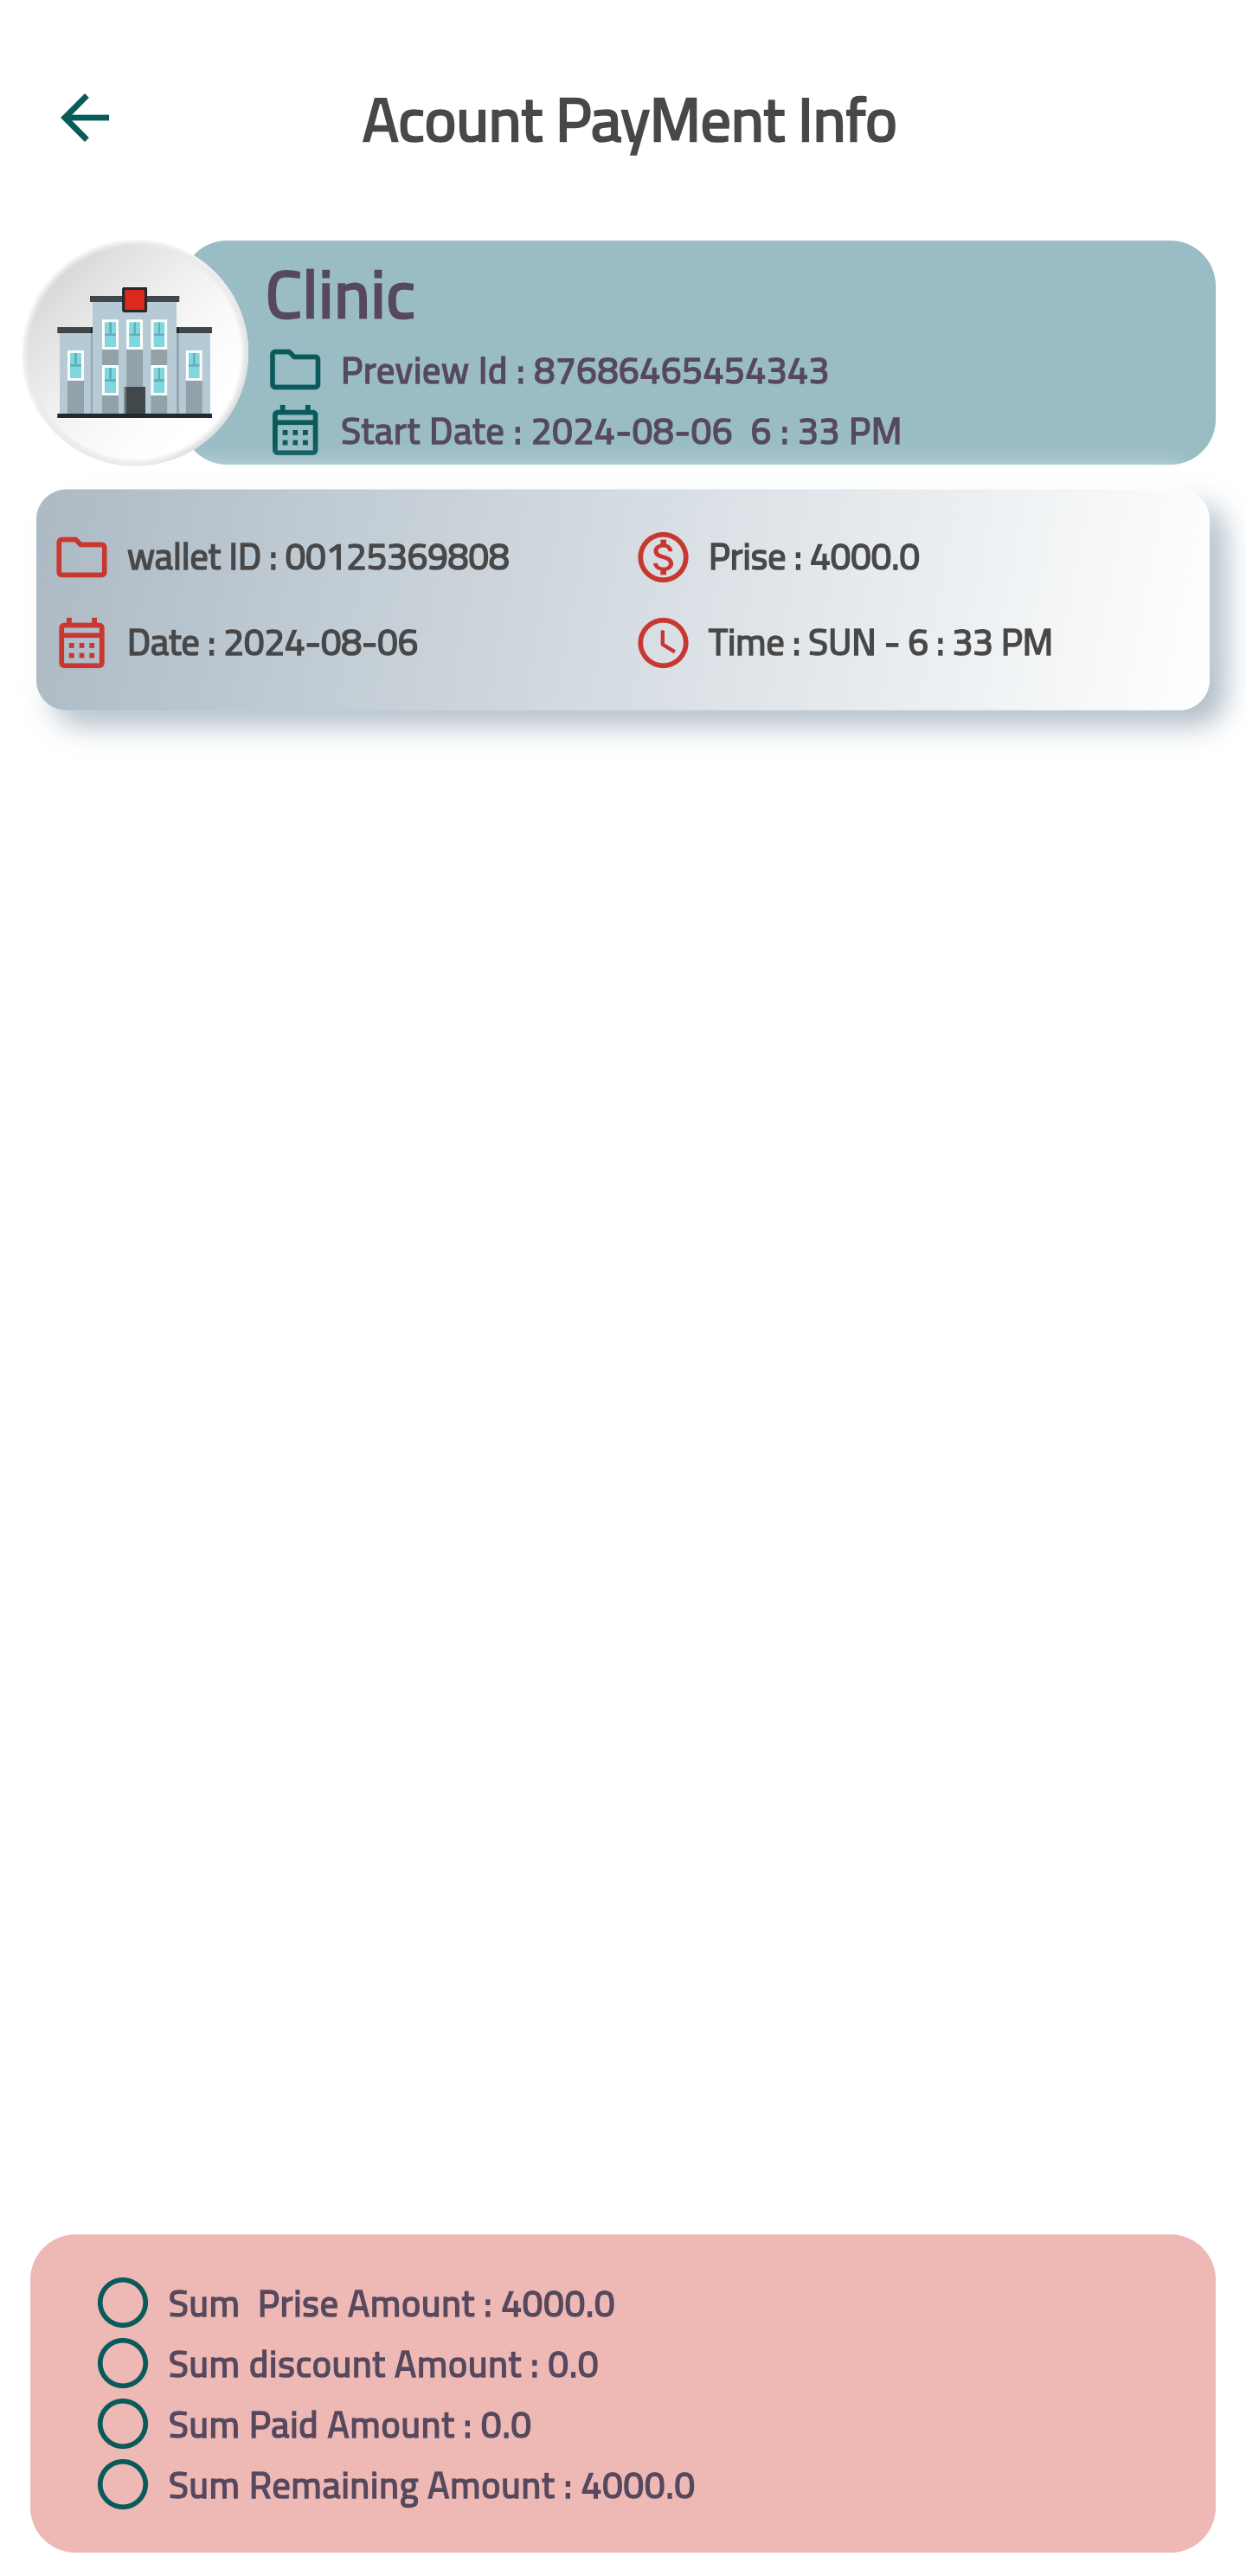 Acount PayMent Info
Clinic
Preview Id : 87686465454343
Start Date : 2024-08-06  6 : 33 PM
wallet ID : 00125369808
Prise : 4000.0
Date : 2024-08-06
Time : SUN - 6 : 33 PM
Sum  Prise Amount : 4000.0
Sum discount Amount : 0.0
Sum Paid Amount : 0.0
Sum Remaining Amount : 4000.0